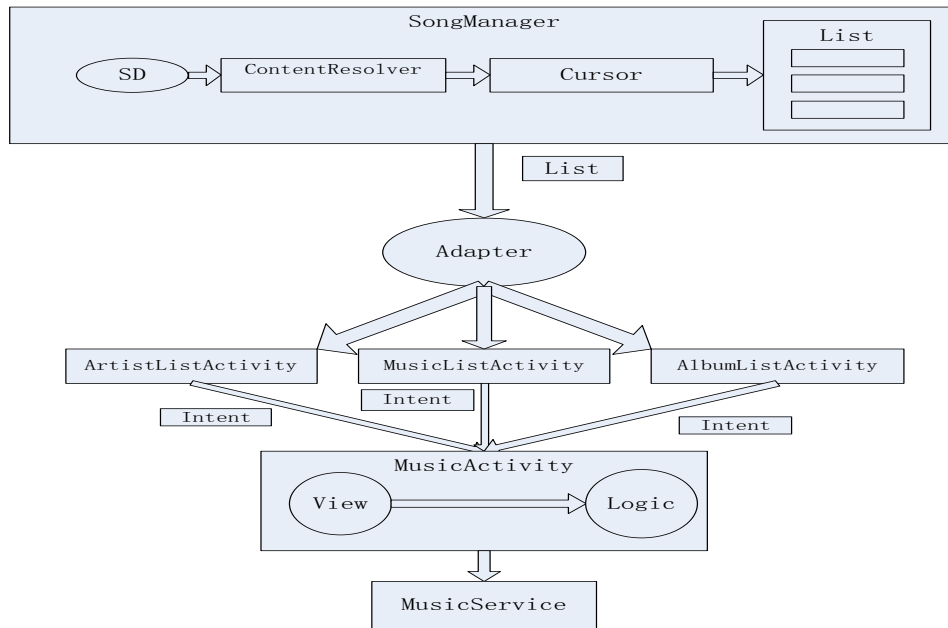 SongManager
List
SD
ContentResolver
Cursor
List
Adapter
ArtistListActivity
MusicListActivity
AlbumListActivity
Intent
Intent
Intent
MusicActivity
View
Logic
MusicService